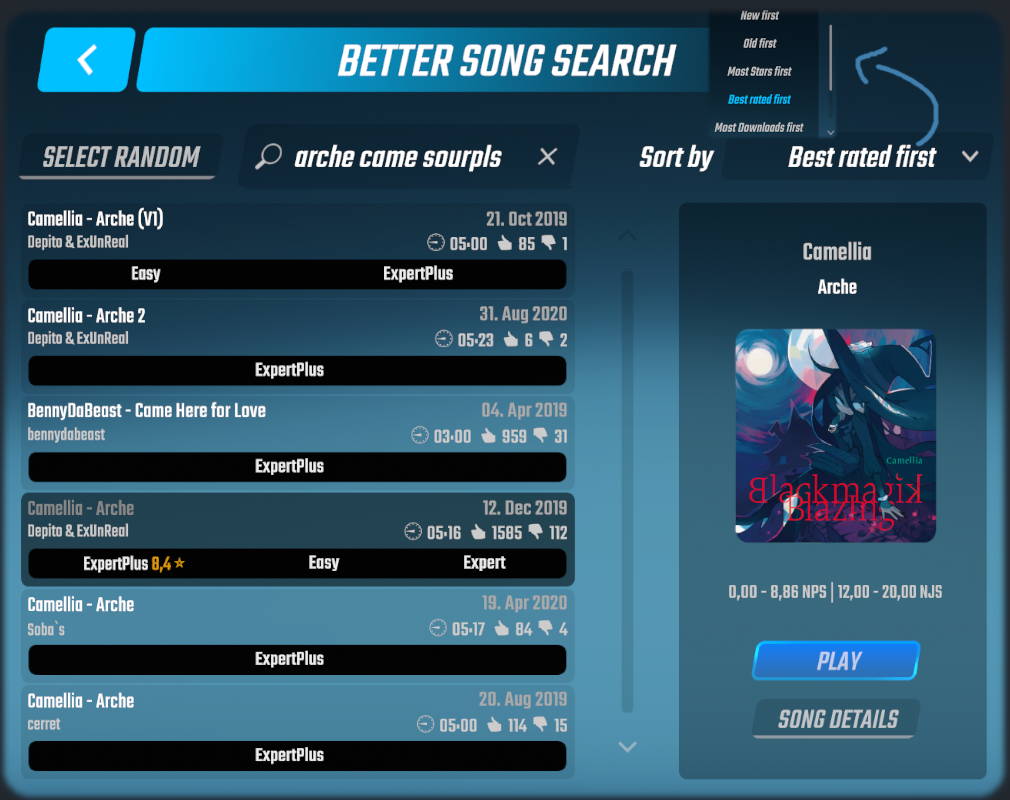 New first
Old first
Most Stars first
Best rated first
Most Downloads first
BETTER SONG SEARCH
SELECT RANDOM
arche came sourpls
Sort by
Best rated first
Camellia - Arche (V1)
21. Oct 2019
Depito & ExUnReal
05:00 85 1
Easy
ExpertPlus
Camellia - Arche 2
31. Aug 2020
Depito & ExUnReal
05:23 6 2
ExpertPlus
BennyDaBeast - Came Here for Love
04. Apr 2019
bennydabeast
03:00 959 31
ExpertPlus
Camellia - Arche
12. Dec 2019
Depito & ExUnReal
05:16 1585 112
ExpertPlus 8,4★
Easy
Expert
Camellia - Arche
19. Apr 2020
Soba`s
05:17 84 4
ExpertPlus
Camellia - Arche
20. Aug 2019
cerret
05:00 114 15
ExpertPlus
Camellia
Arche
Camellia
Blackmagik
Blazing
0,00 - 8,86 NPS | 12,00 - 20,00 NJS
PLAY
SONG DETAILS